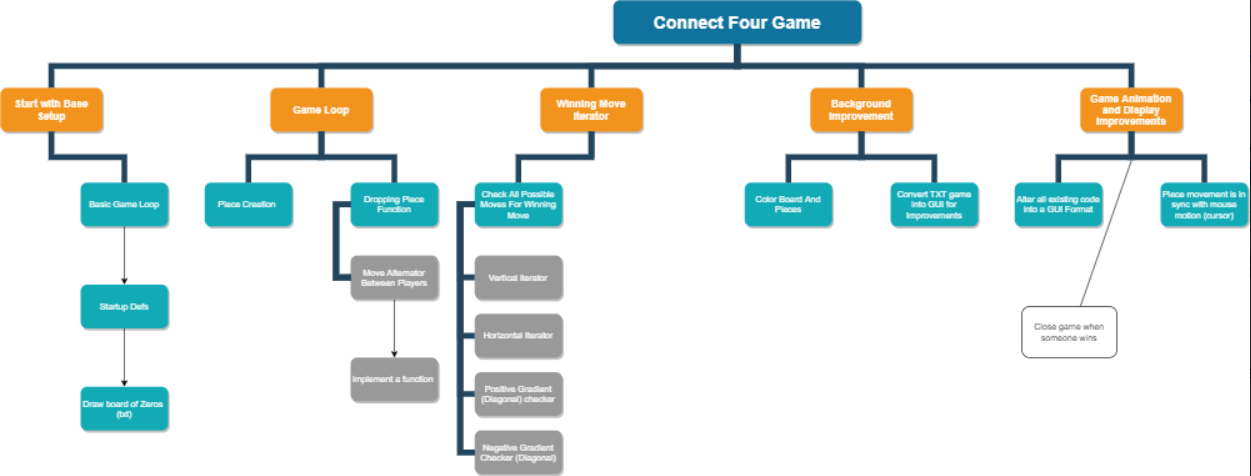 Connect Four Game
Start with Base
Setup
Game Loop
Winning Move
Iterator
Background
Improvement
Game Animation
and Display
Improvements
Basic Game Loop
Piece Creation
Dropping Piece
Function
Check All Possible
Moves For Winning
Move
Color Board And
Pieces
Convert TXT game
into GUI for
Improvements
Alter all existing code
into a GUI Format
Piece movement is in
sync with mouse
motion (cursor)
Move Alternator
Between Players
Vertical Iterator
Startup Defs
Horizontal Iterator
Close game when
someone wins
Implement a function
Positive Gradient
(Diagonal) checker
Draw board of Zeros
(txt)
Negative Gradient
Checker (Diagonal)